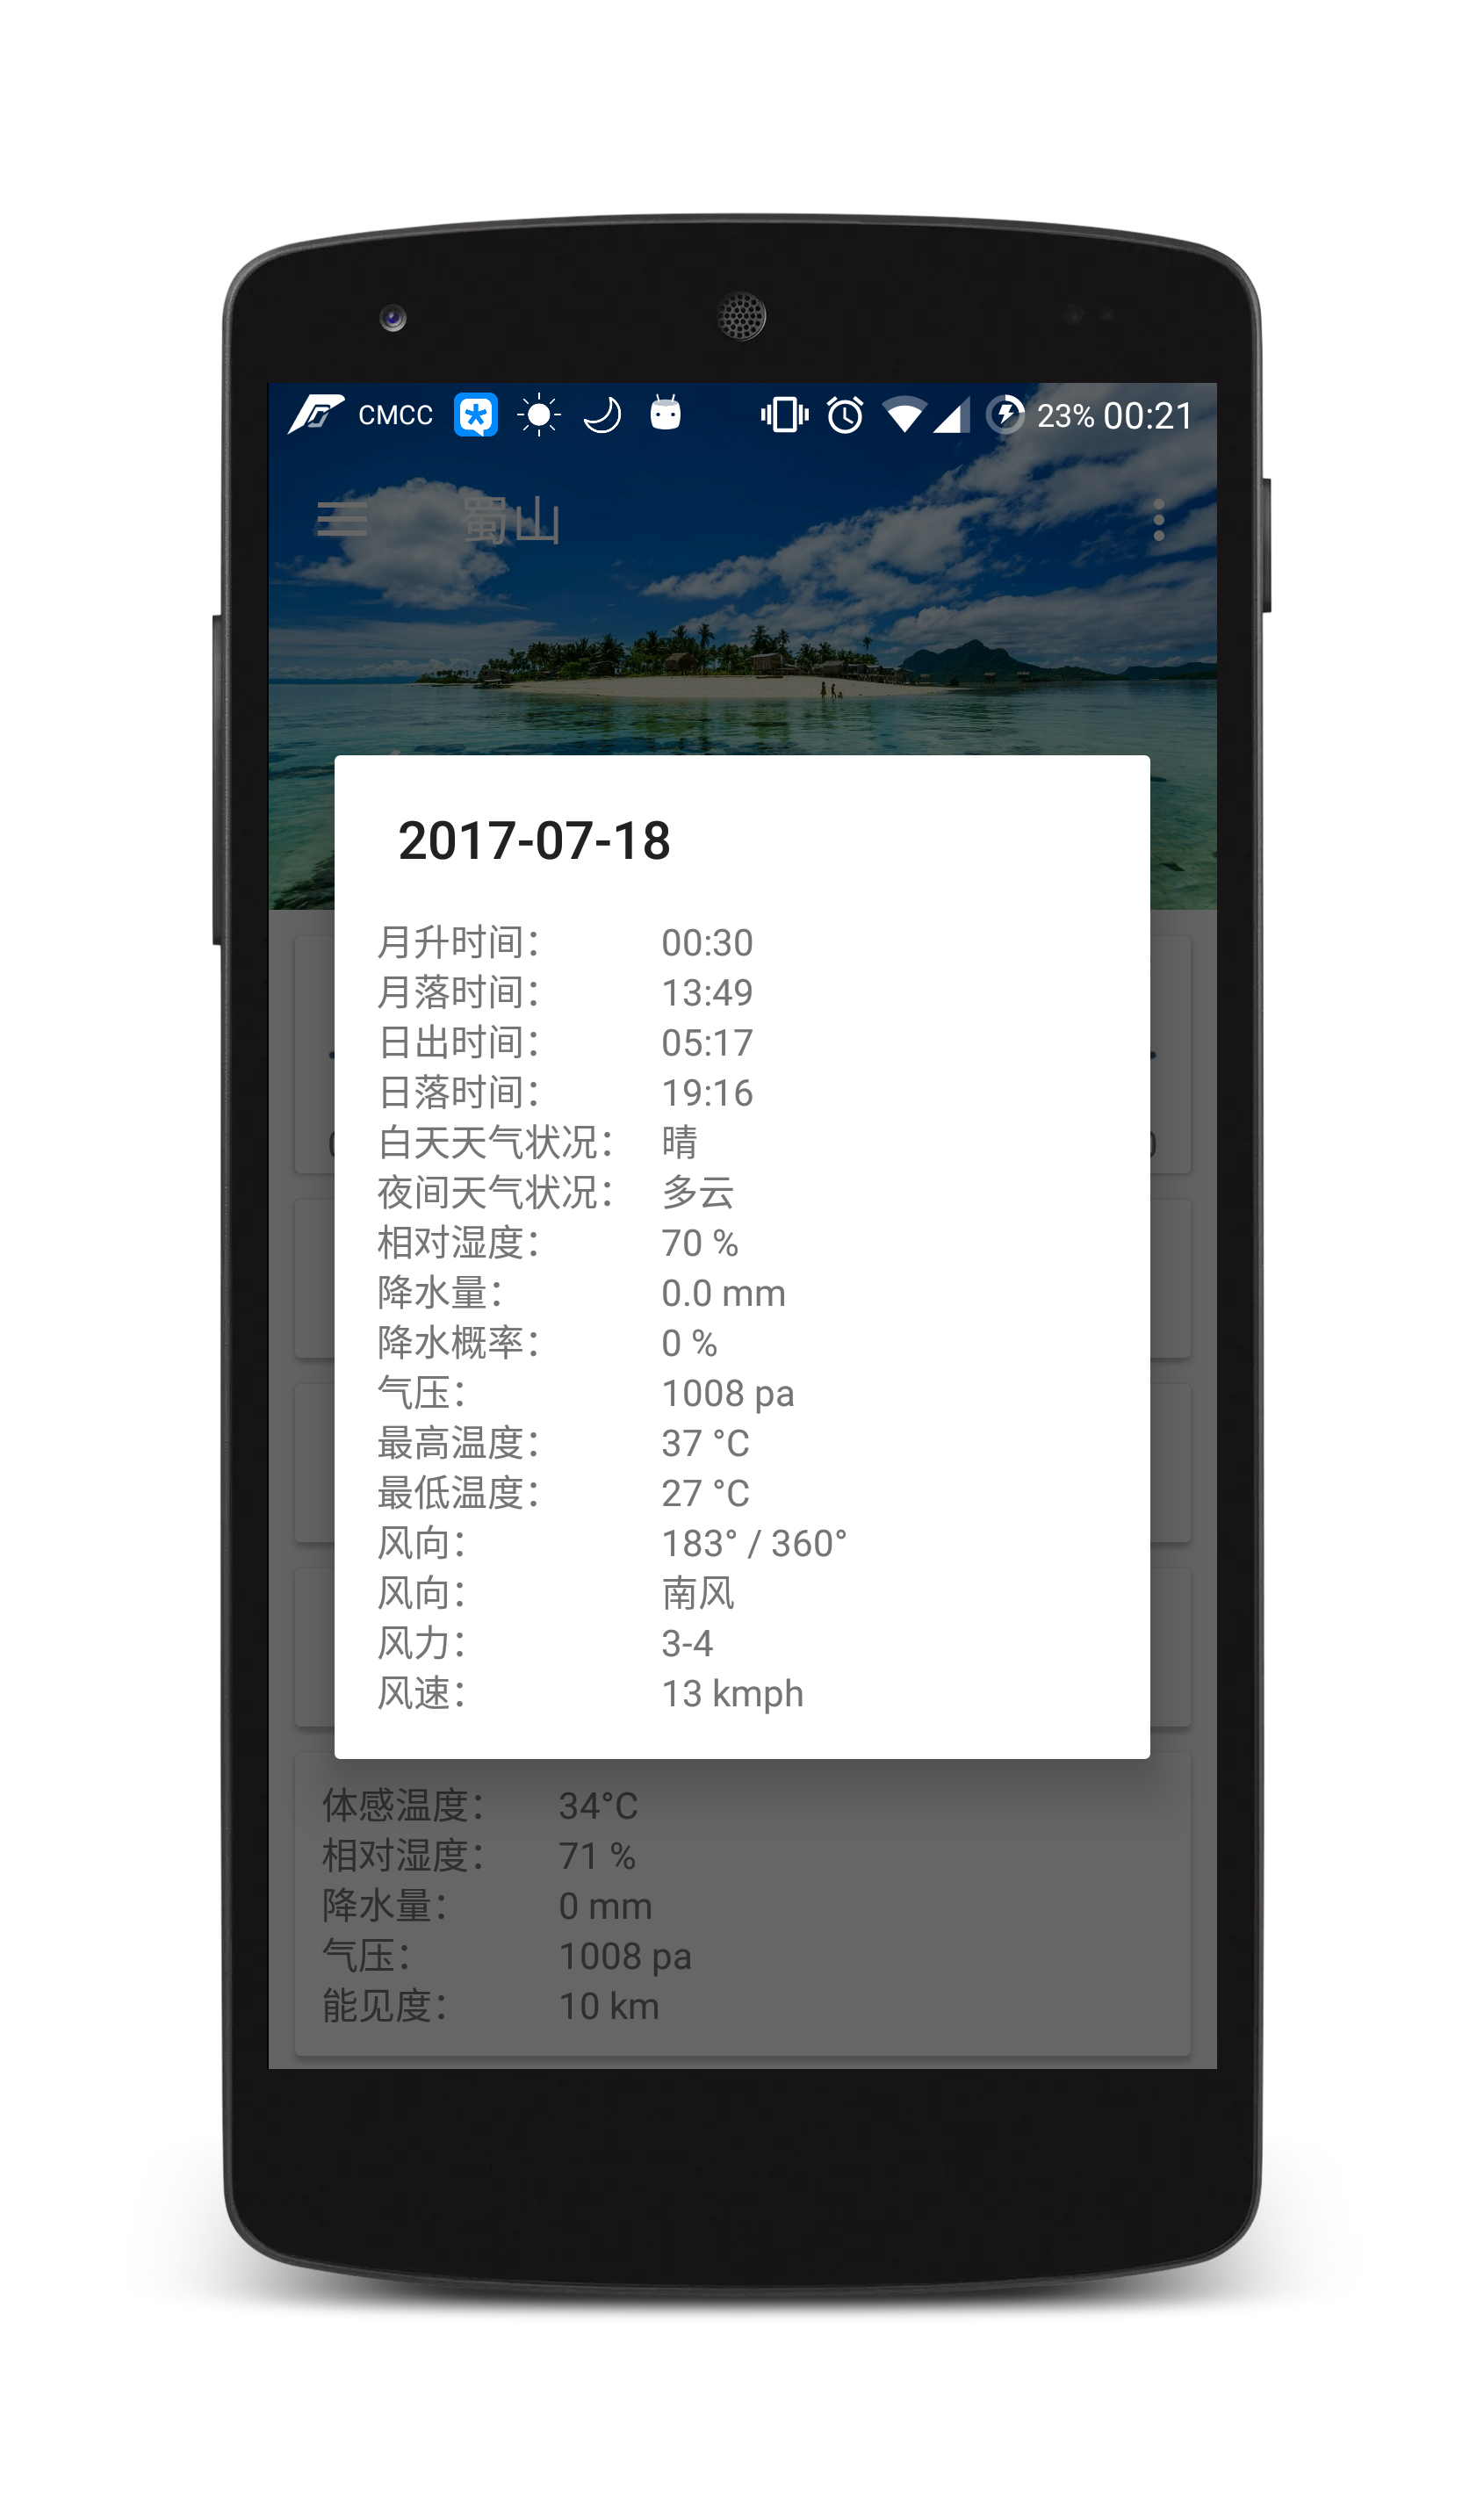 CMCC 23% 00:21
蜀山
2017-07-18
月升时间： 00:30
月落时间： 13:49
日出时间： 05:17
日落时间： 19:16
白天天气状况： 晴
夜间天气状况： 多云
相对湿度： 70 %
降水量： 0.0 mm
降水概率： 0 %
气压： 1008 pa
最高温度： 37 °C
最低温度： 27 °C
风向： 183° / 360°
风向： 南风
风力： 3-4
风速： 13 kmph
体感温度： 34°C
相对湿度： 71 %
降水量： 0 mm
气压： 1008 pa
能见度： 10 km